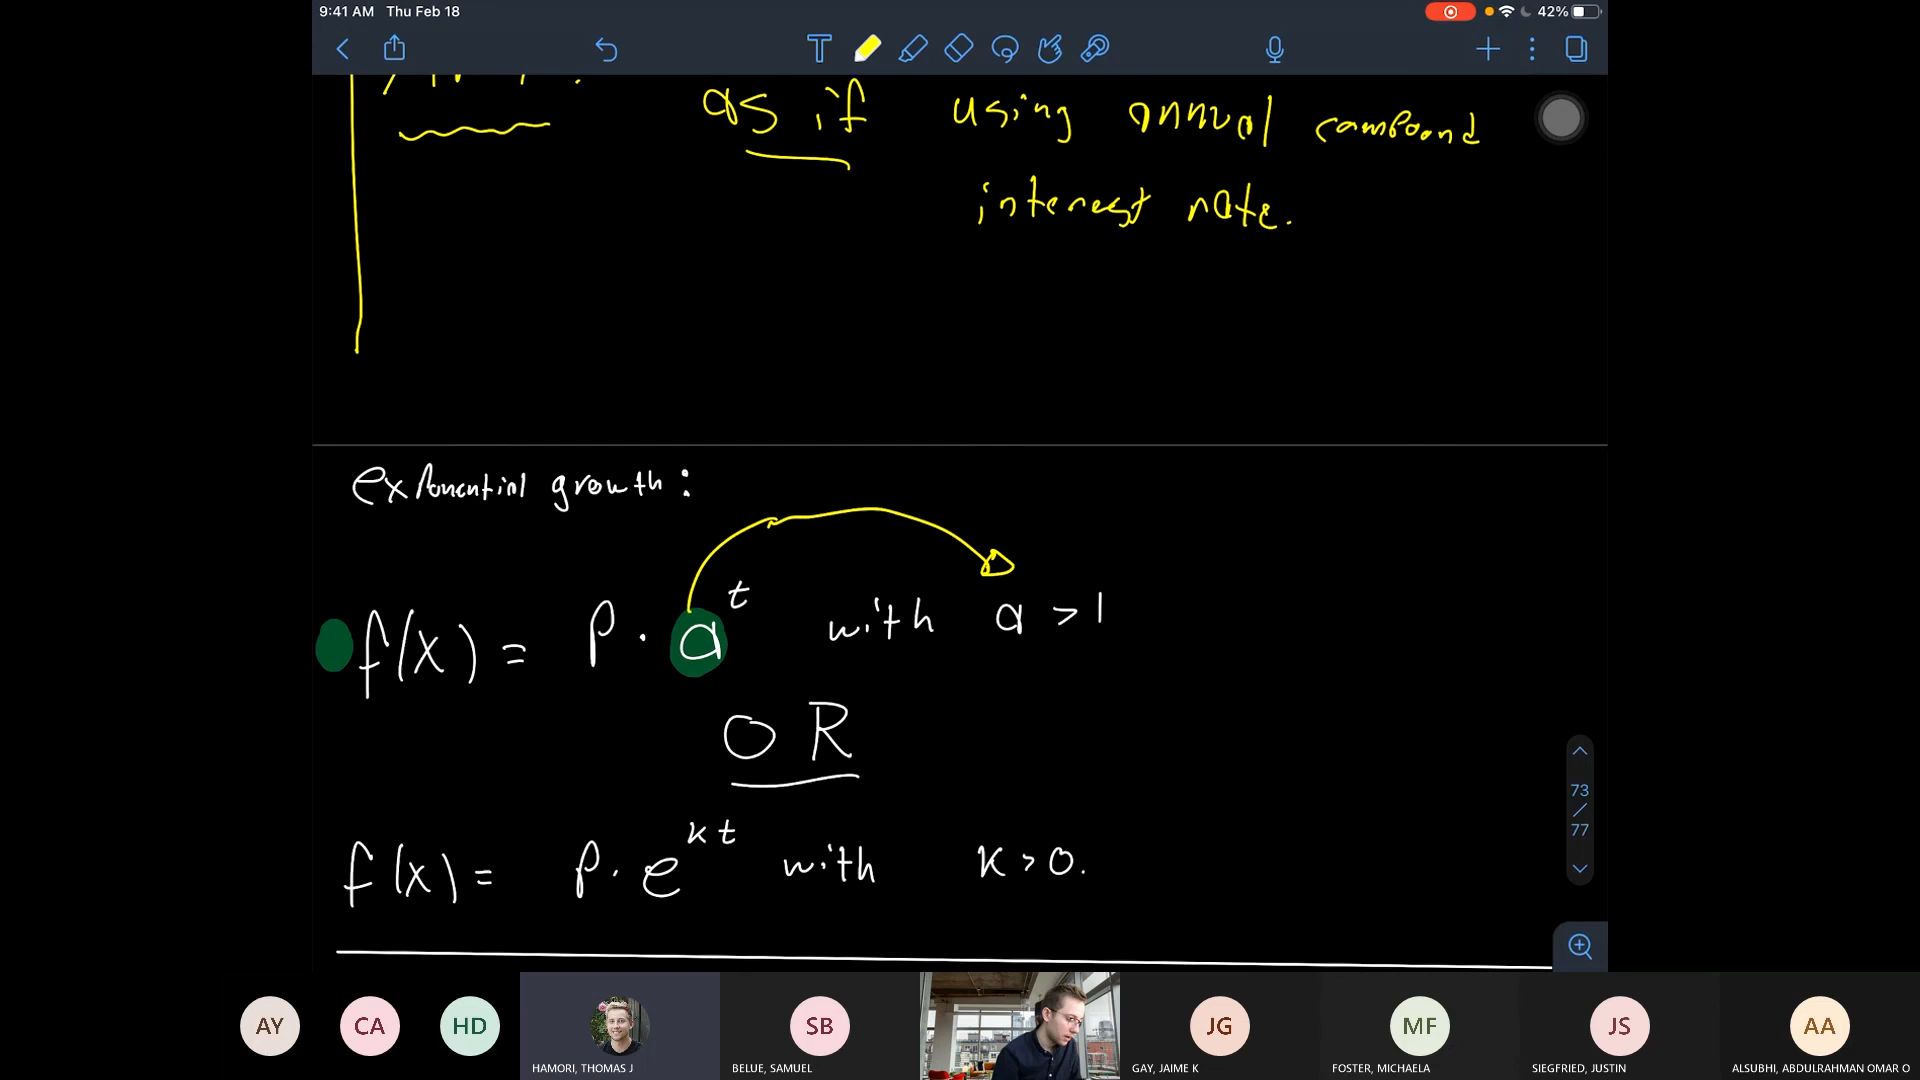 9:41 AM Thu Feb 18
42%
as if using annual compound
interest rate.
exponential growth:
f(x) = P · a^t with a > 1
OR
f(x) = P · e^kt with k > 0.
73
/
77
AY
CA
HD
SB
JG
MF
JS
AA
HAMORI, THOMAS J
BELUE, SAMUEL
GAY, JAIME K
FOSTER, MICHAELA
SIEGFRIED, JUSTIN
ALSUBHI, ABDULRAHMAN OMAR O